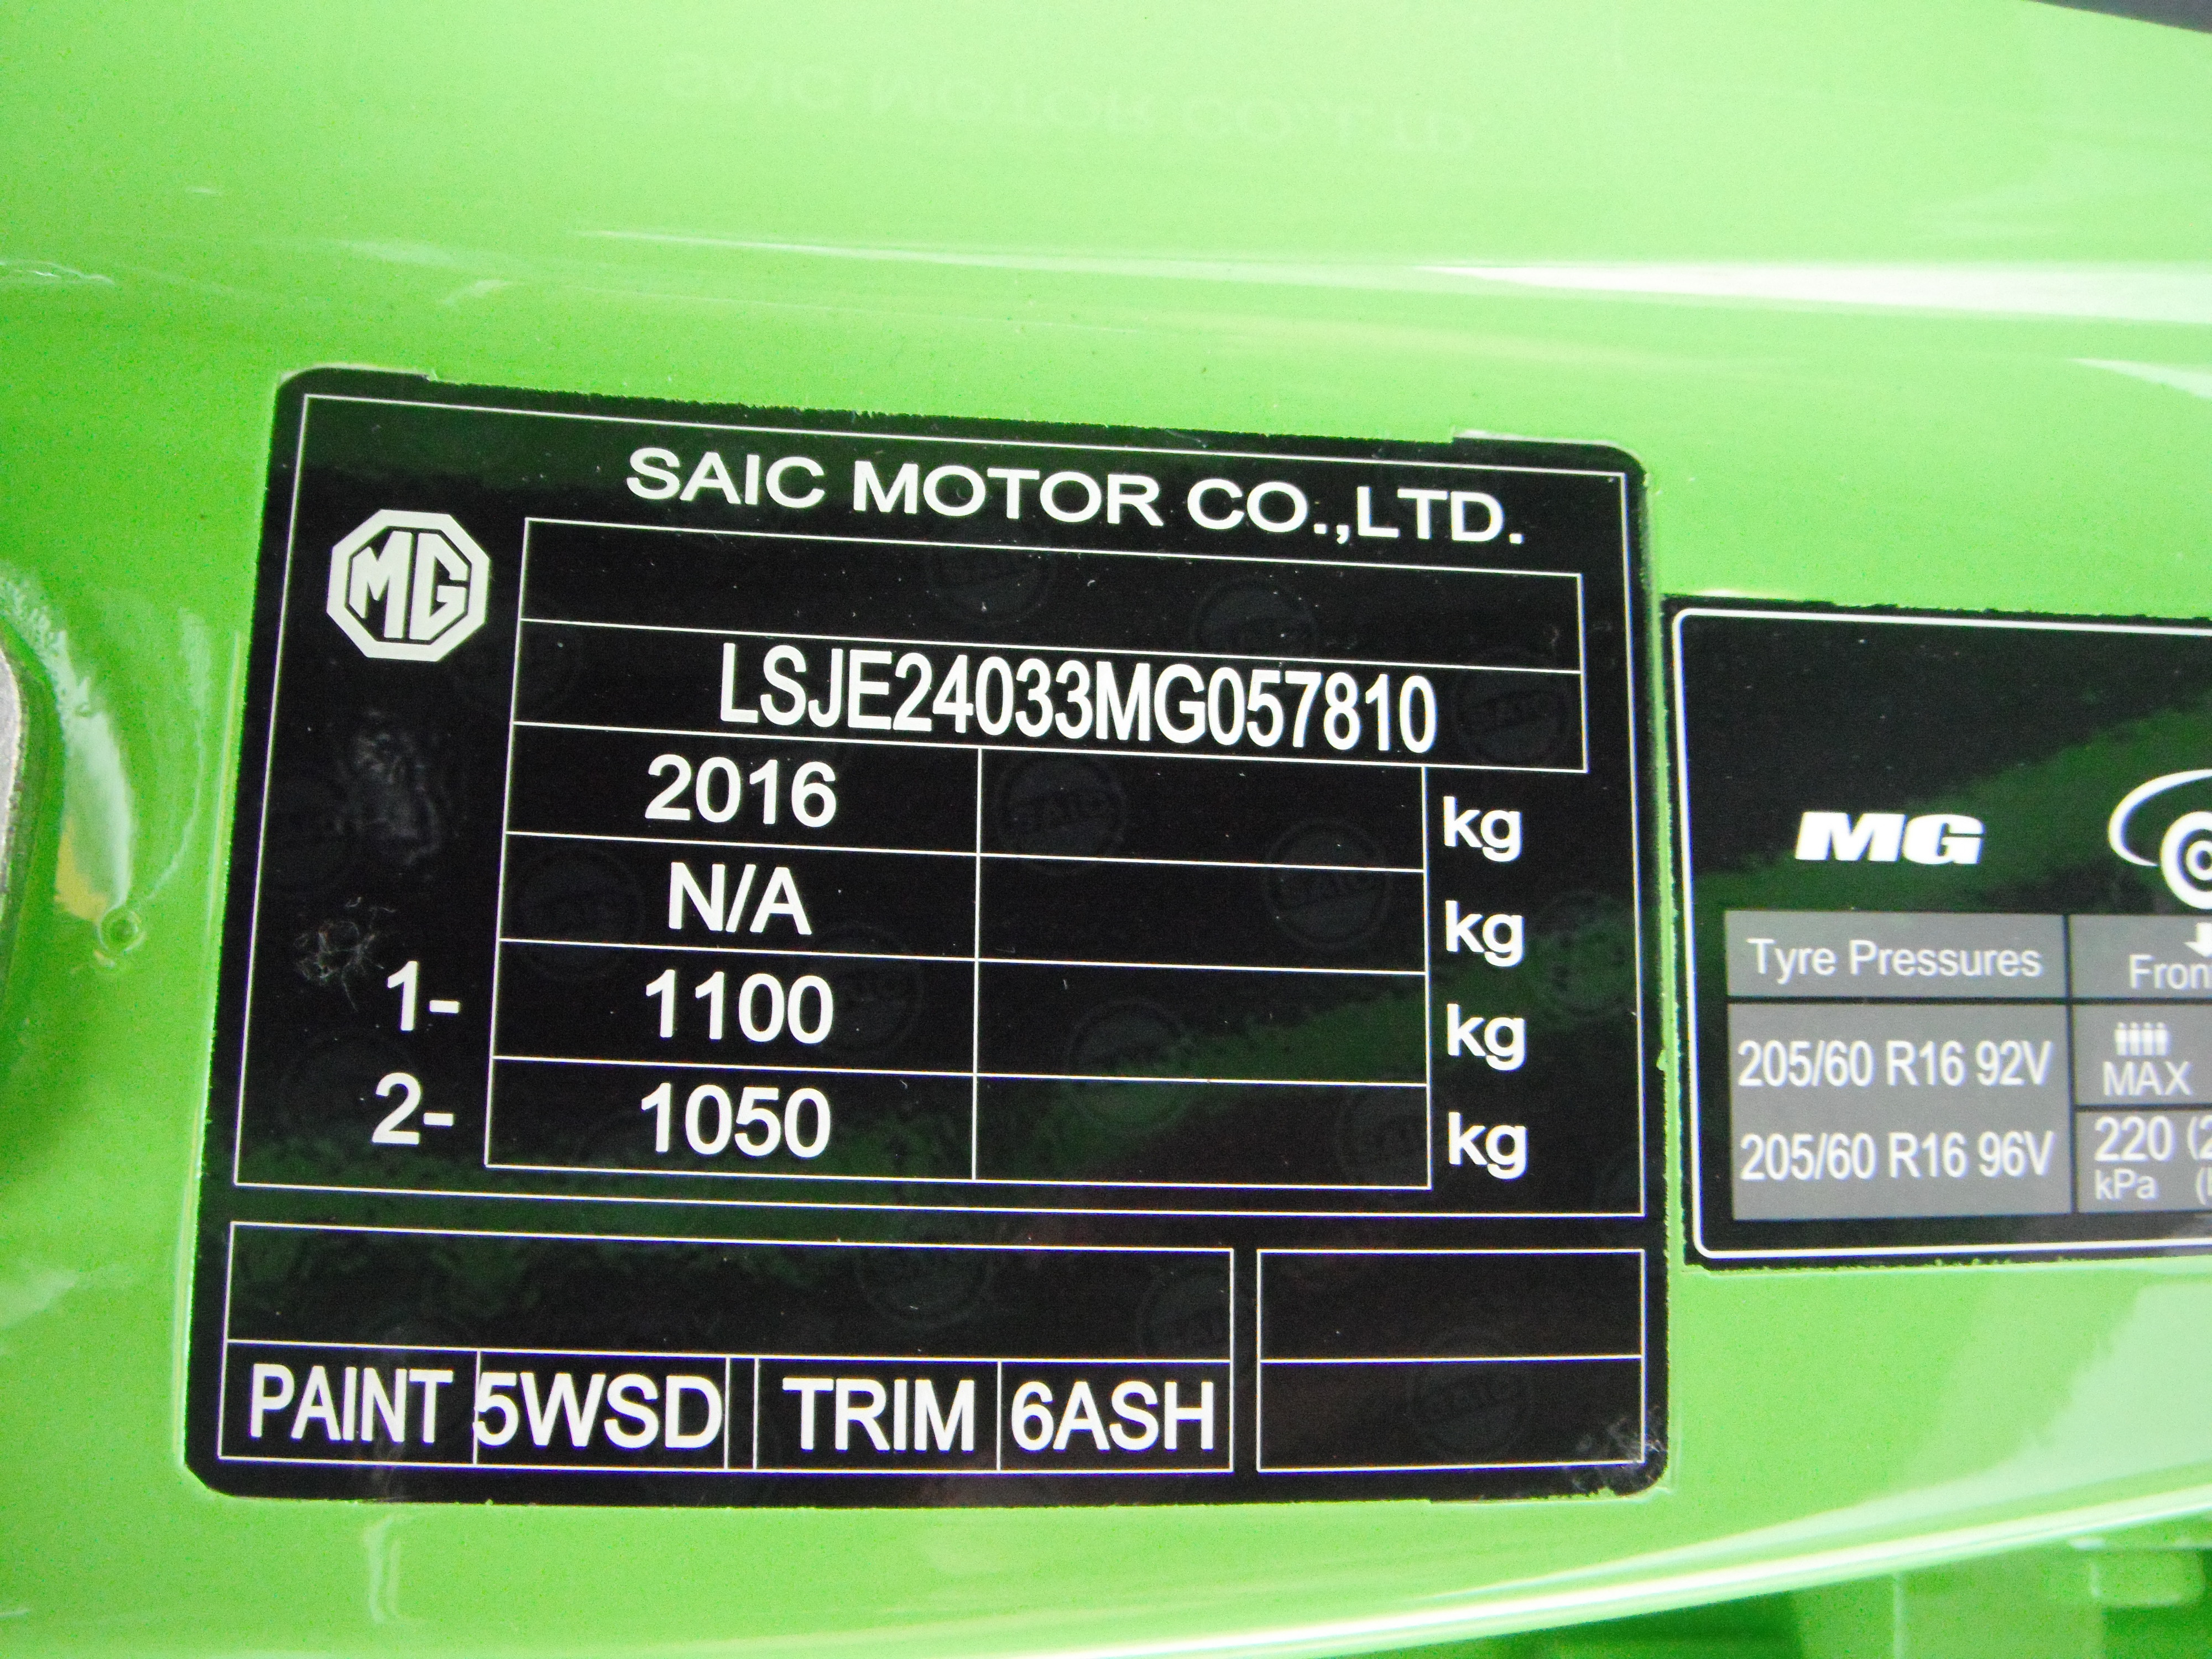 SAIC MOTOR CO.,LTD.
MG
LSJE24033MG057810
2016 kg
N/A kg
1- 1100 kg
2- 1050 kg
PAINT 5WSD TRIM 6ASH
MG
Tyre Pressures
205/60 R16 92V
205/60 R16 96V
MAX
220
kPa